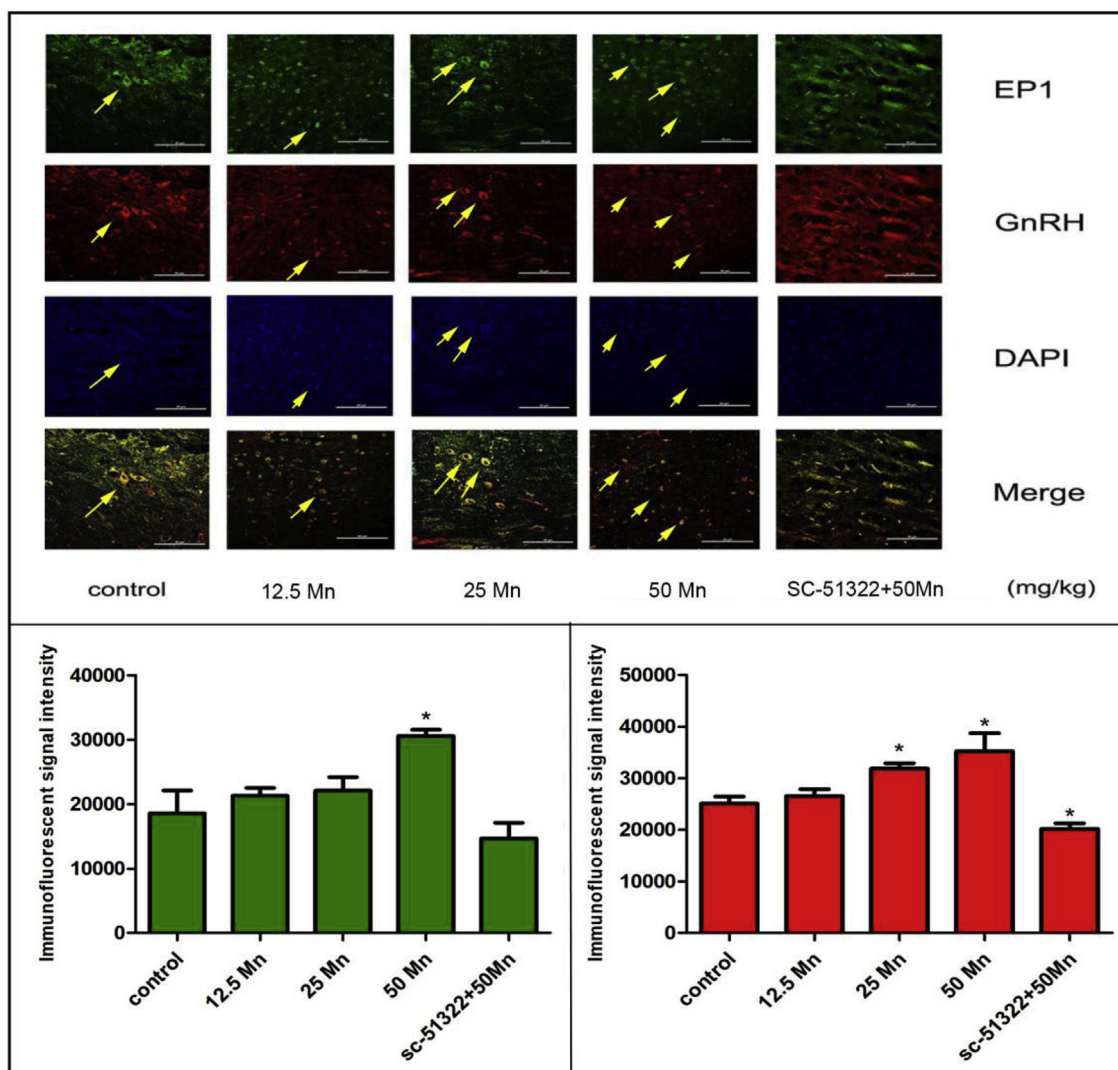 EP1
GnRH
DAPI
Merge
control 12.5 Mn 25 Mn 50 Mn SC-51322+50Mn (mg/kg)
Immunofluorescent signal intensity
40000
30000
20000
10000
0
*
control
12.5 Mn
25 Mn
50 Mn
sc-51322+50Mn
Immunofluorescent signal intensity
50000
40000
30000
20000
10000
0
*
*
*
control
12.5 Mn
25 Mn
50 Mn
sc-51322+50Mn